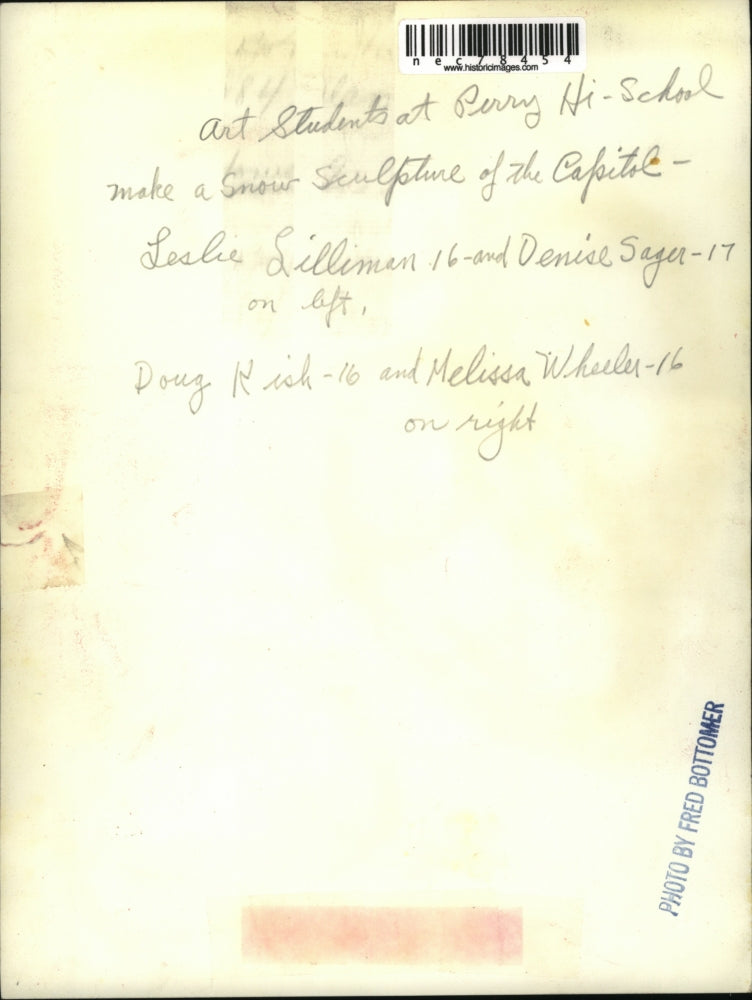 nec78454
www.historicimages.com
Art Students at Perry Hi-School
make a Snow Sculpture of the Capitol -
Leslie Lilliman 16-and Denise Sager-17
on left,
Doug Kish-16 and Melissa Wheeler-16
on right
PHOTO BY FRED BOTTOMER